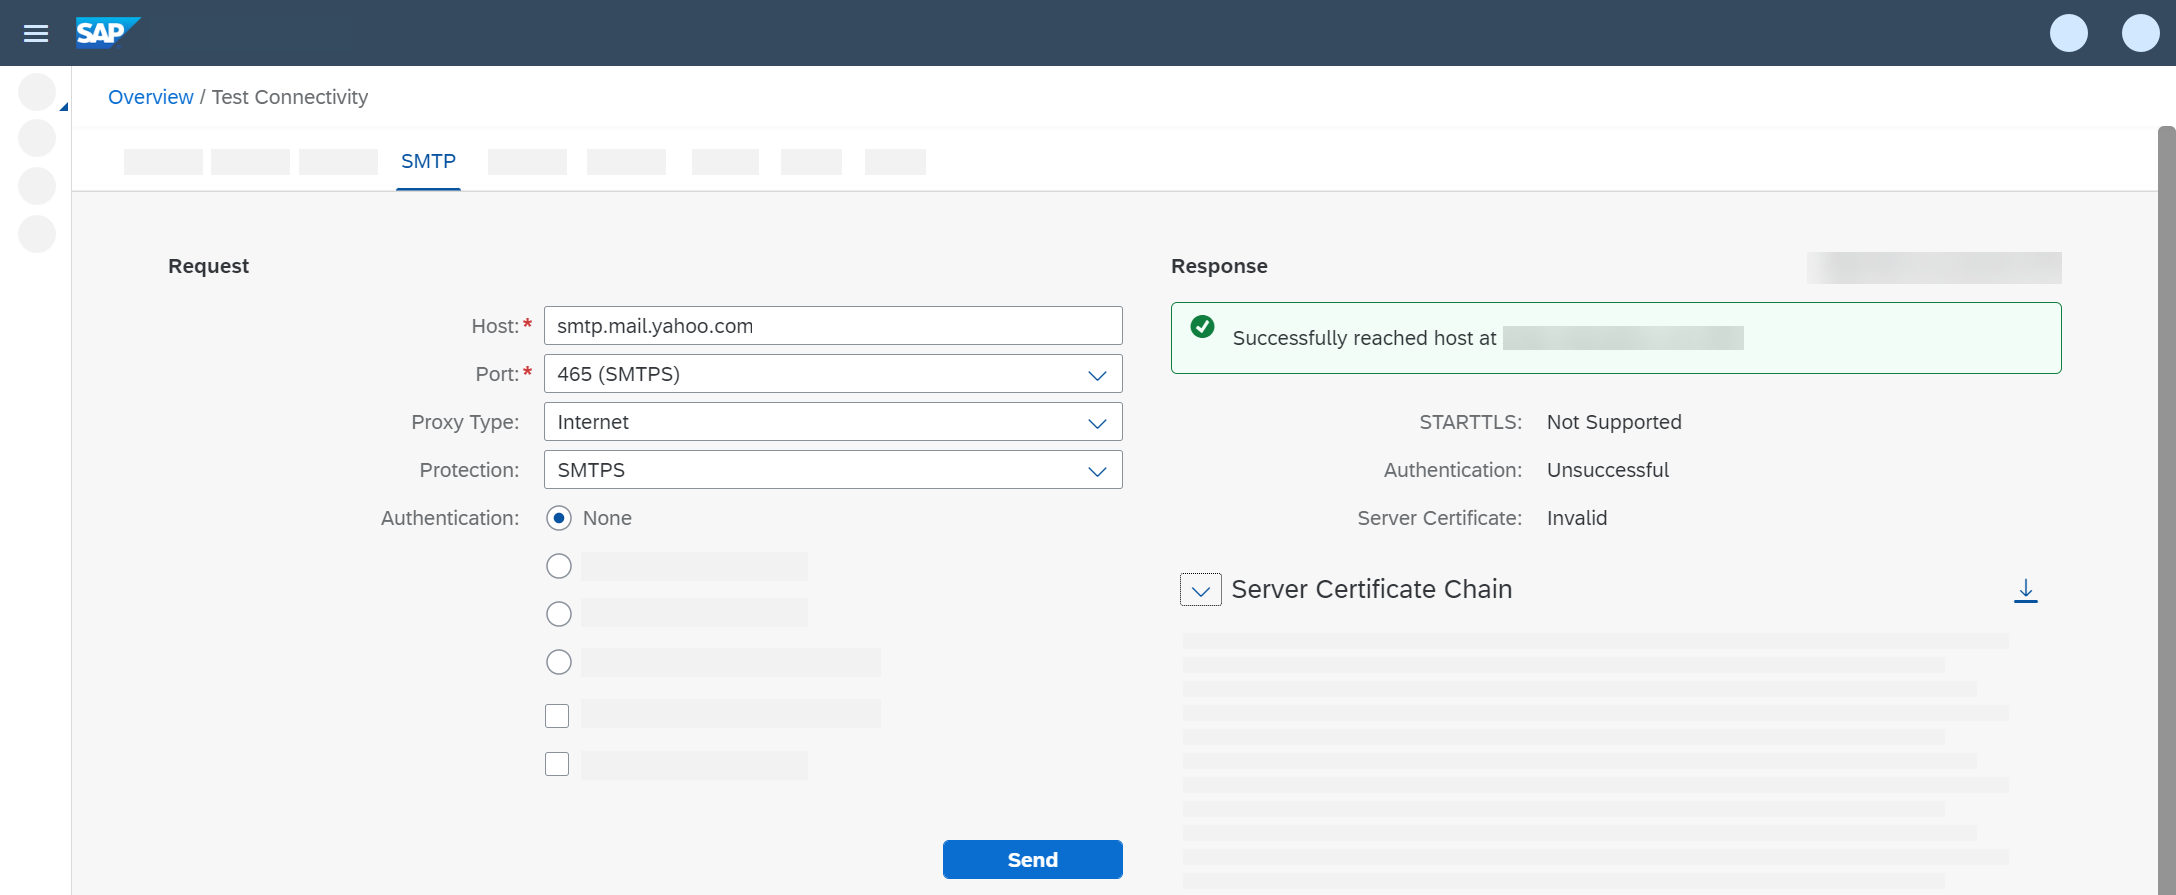 SAP
Overview / Test Connectivity
SMTP
Request
Host:* smtp.mail.yahoo.com
Port:* 465 (SMTPS)
Proxy Type: Internet
Protection: SMTPS
Authentication: None
Send
Response
Successfully reached host at
STARTTLS: Not Supported
Authentication: Unsuccessful
Server Certificate: Invalid
Server Certificate Chain